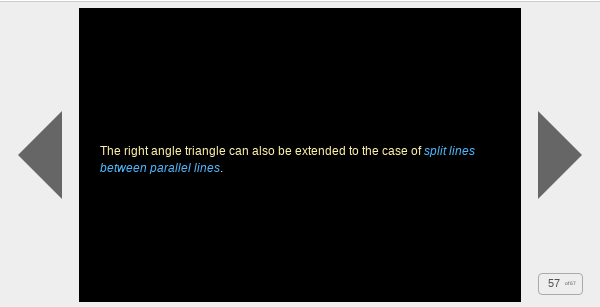 The right angle triangle can also be extended to the case of split lines
between parallel lines.
57 of 67